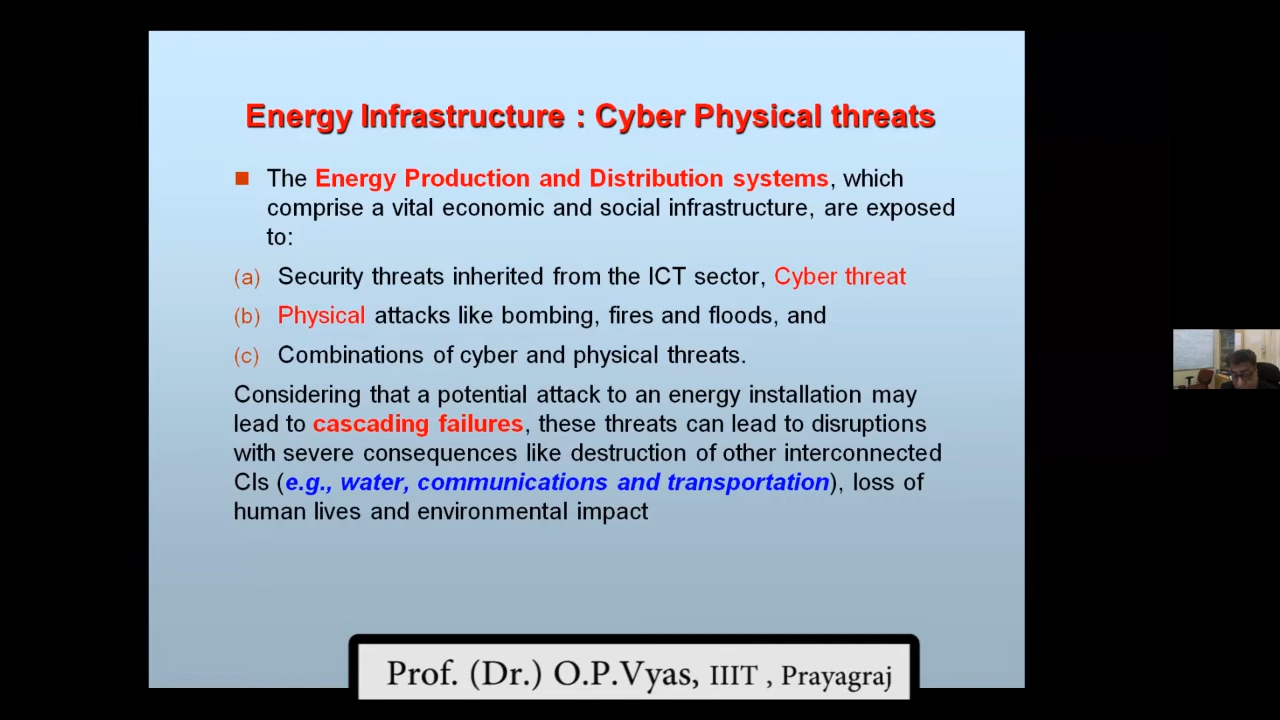 Energy Infrastructure : Cyber Physical threats
The Energy Production and Distribution systems, which
comprise a vital economic and social infrastructure, are exposed
to:
(a) Security threats inherited from the ICT sector, Cyber threat
(b) Physical attacks like bombing, fires and floods, and
(c) Combinations of cyber and physical threats.
Considering that a potential attack to an energy installation may
lead to cascading failures, these threats can lead to disruptions
with severe consequences like destruction of other interconnected
CIs (e.g., water, communications and transportation), loss of
human lives and environmental impact
Prof. (Dr.) O.P.Vyas, IIIT , Prayagraj